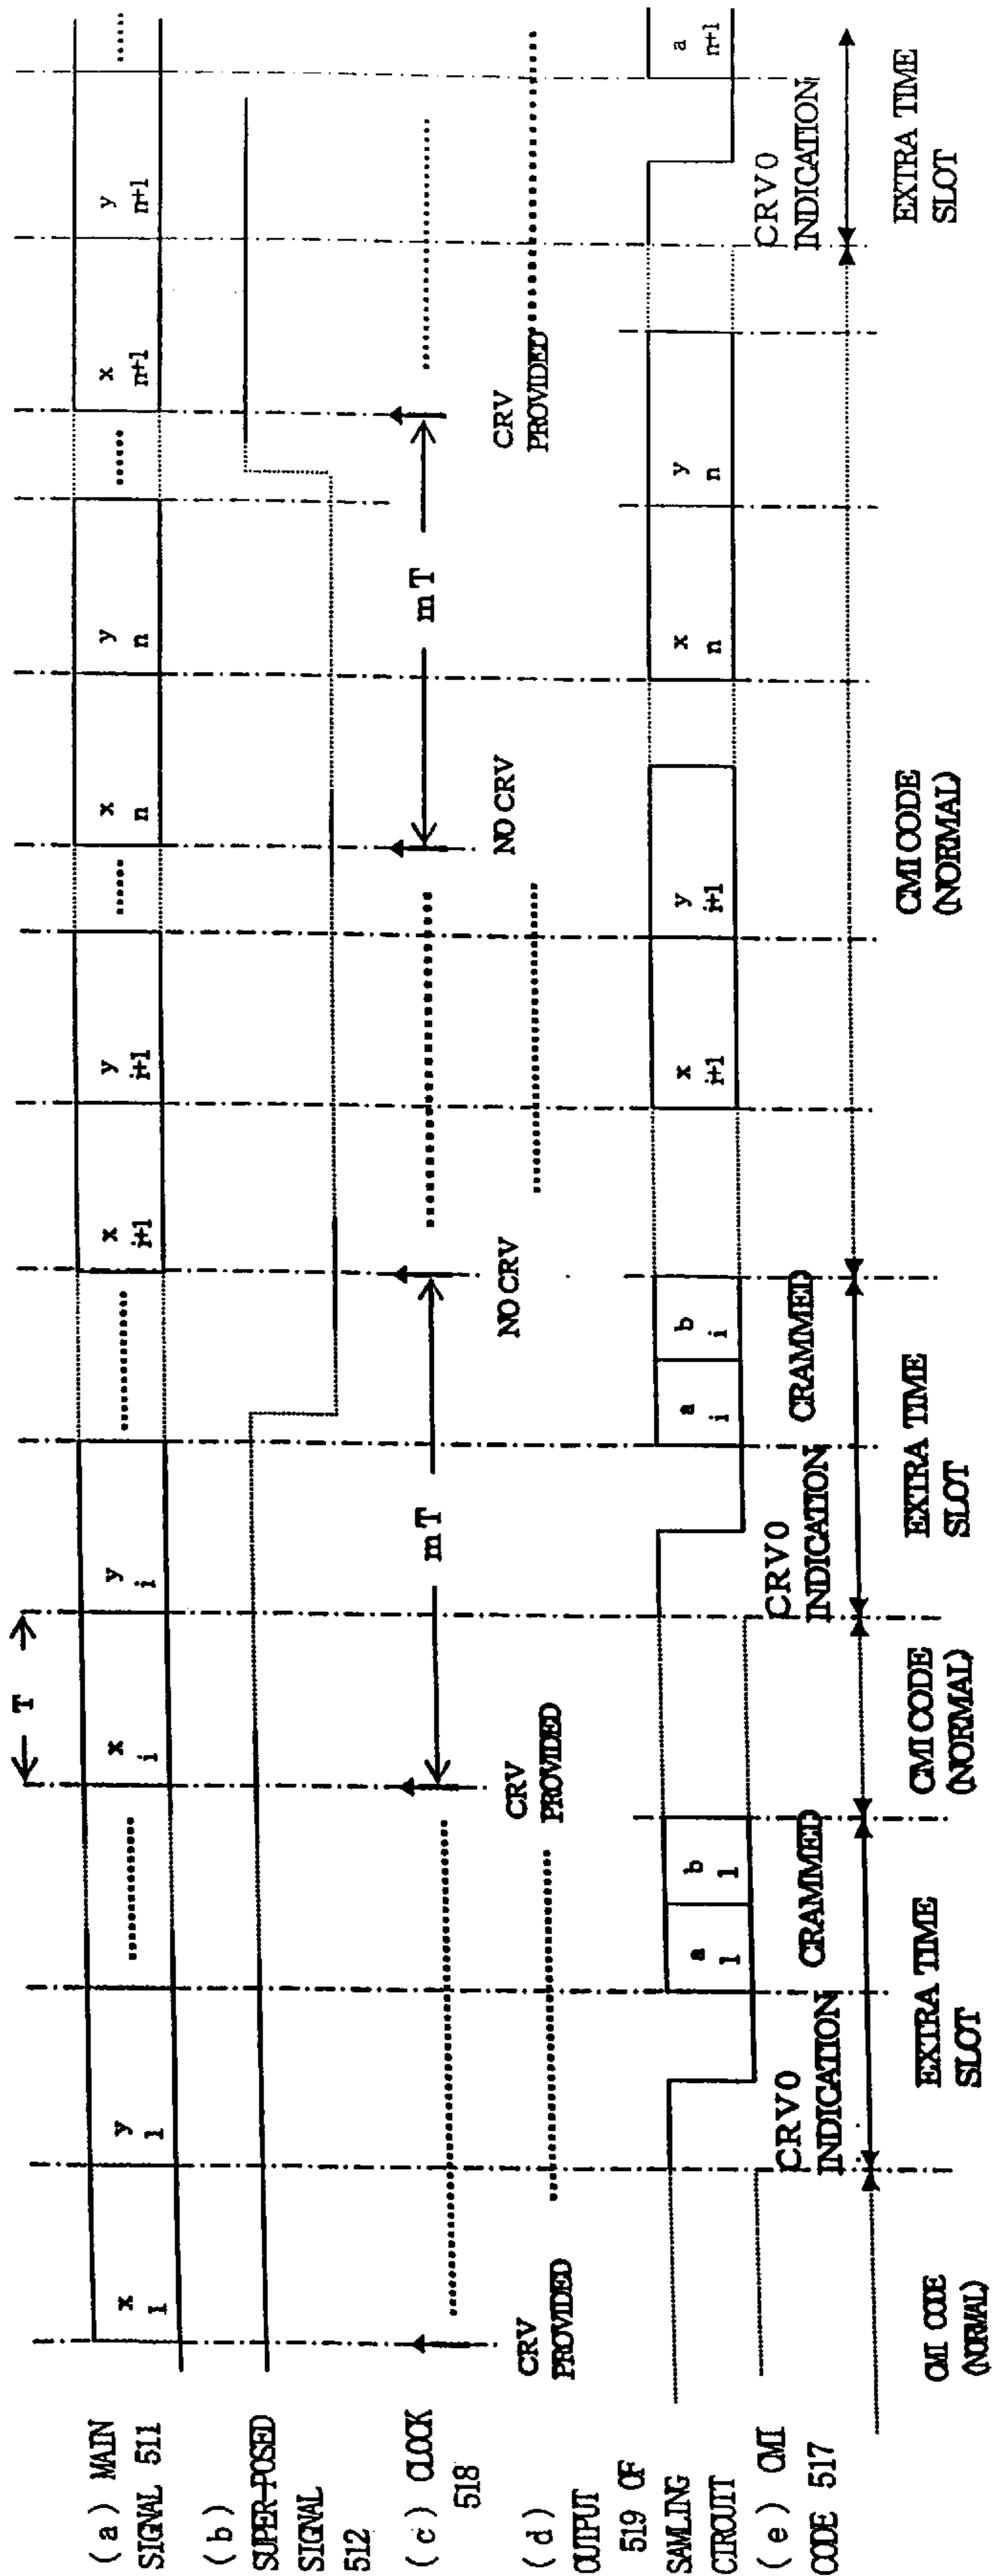 ( a ) MAIN
SIGNAL 511
T
x
1
y
1
x
i
y
i
x
i+1
y
i+1
x
n
y
n
x
n+1
y
n+1
( b )
SUPER-POSED
SIGNAL
512
( c ) CLOCK
518
mT
mT
( d )
OUTPUT
519 OF
SAMLING
CIRCUIT
CRV
PROVIDED
CRV
PROVIDED
NO CRV
NO CRV
CRV
PROVIDED
( e ) CMI
CODE 517
a
1
b
1
a
i
b
i
x
i+1
y
i+1
x
n
y
n
a
n+1
CRV0
INDICATION
CRAMMED
CRV0
INDICATION
CRAMMED
CRV0
INDICATION
CMI CODE
(NORMAL)
EXTRA TIME
SLOT
CMI CODE
(NORMAL)
EXTRA TIME
SLOT
CMI CODE
(NORMAL)
EXTRA TIME
SLOT